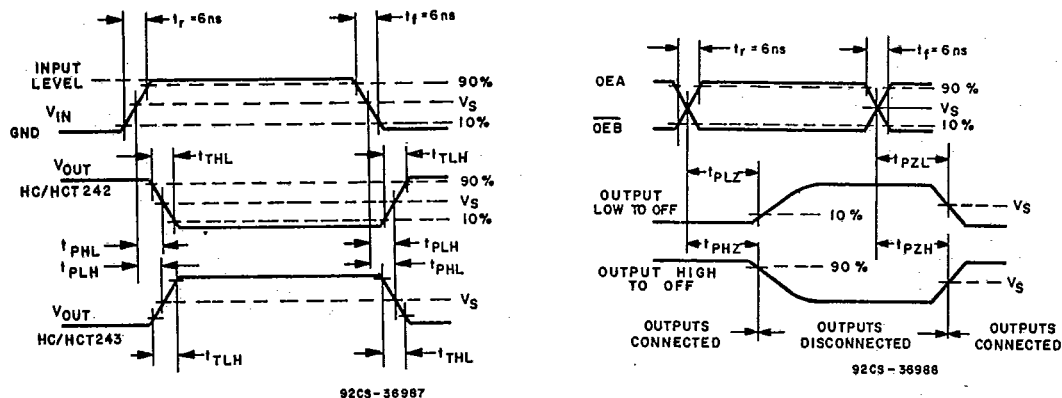 tr = 6ns
tf = 6ns
INPUT LEVEL
90%
VS
10%
VIN
GND
tTHL
tTLH
VOUT
HC/HCT242
90%
VS
10%
tPHL
tPLH
tPLH
tPHL
VOUT
HC/HCT243
VS
tTLH
tTHL
92CS-36987
tr = 6ns
tf = 6ns
OEA
90%
VS
10%
OEB
tPLZ
tPZL
OUTPUT
LOW TO OFF
10%
VS
tPHZ
tPZH
OUTPUT HIGH
TO OFF
90%
VS
OUTPUTS
CONNECTED
OUTPUTS
DISCONNECTED
OUTPUTS
CONNECTED
92CS-36988